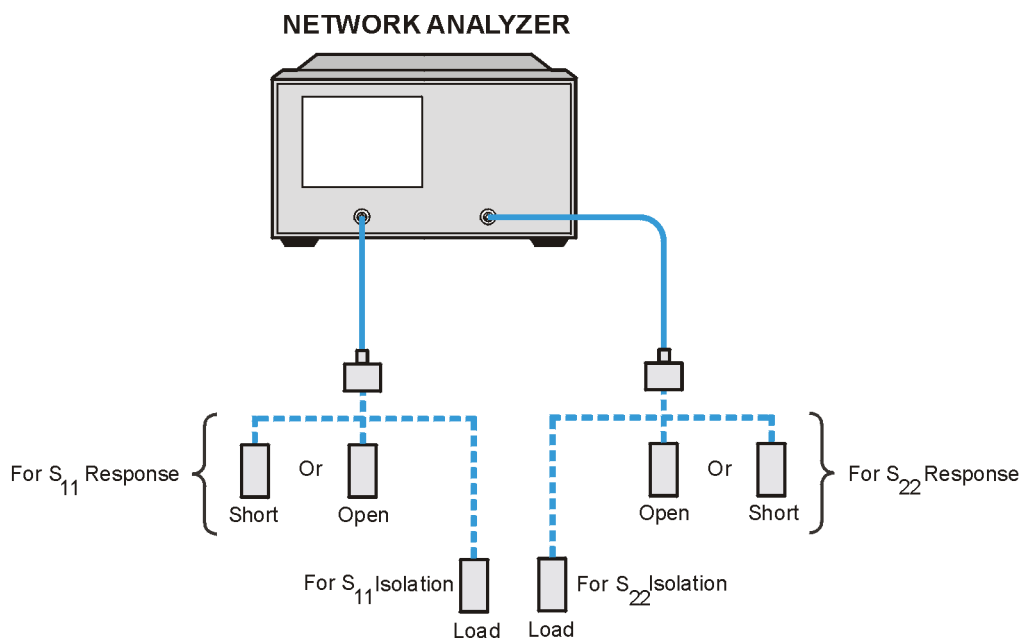 NETWORK ANALYZER
For S11 Response
Or
Short
Open
Or
Open
Short
For S22 Response
For S11 Isolation
Load
For S22 Isolation
Load